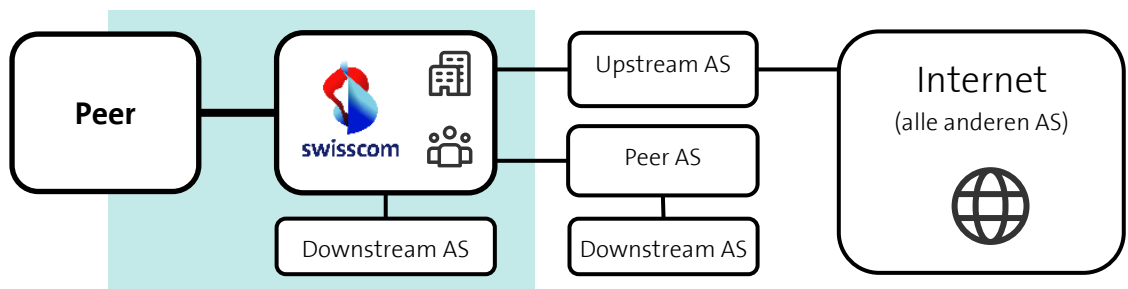 Peer
swisscom
Upstream AS
Peer AS
Downstream AS
Downstream AS
Internet
(alle anderen AS)